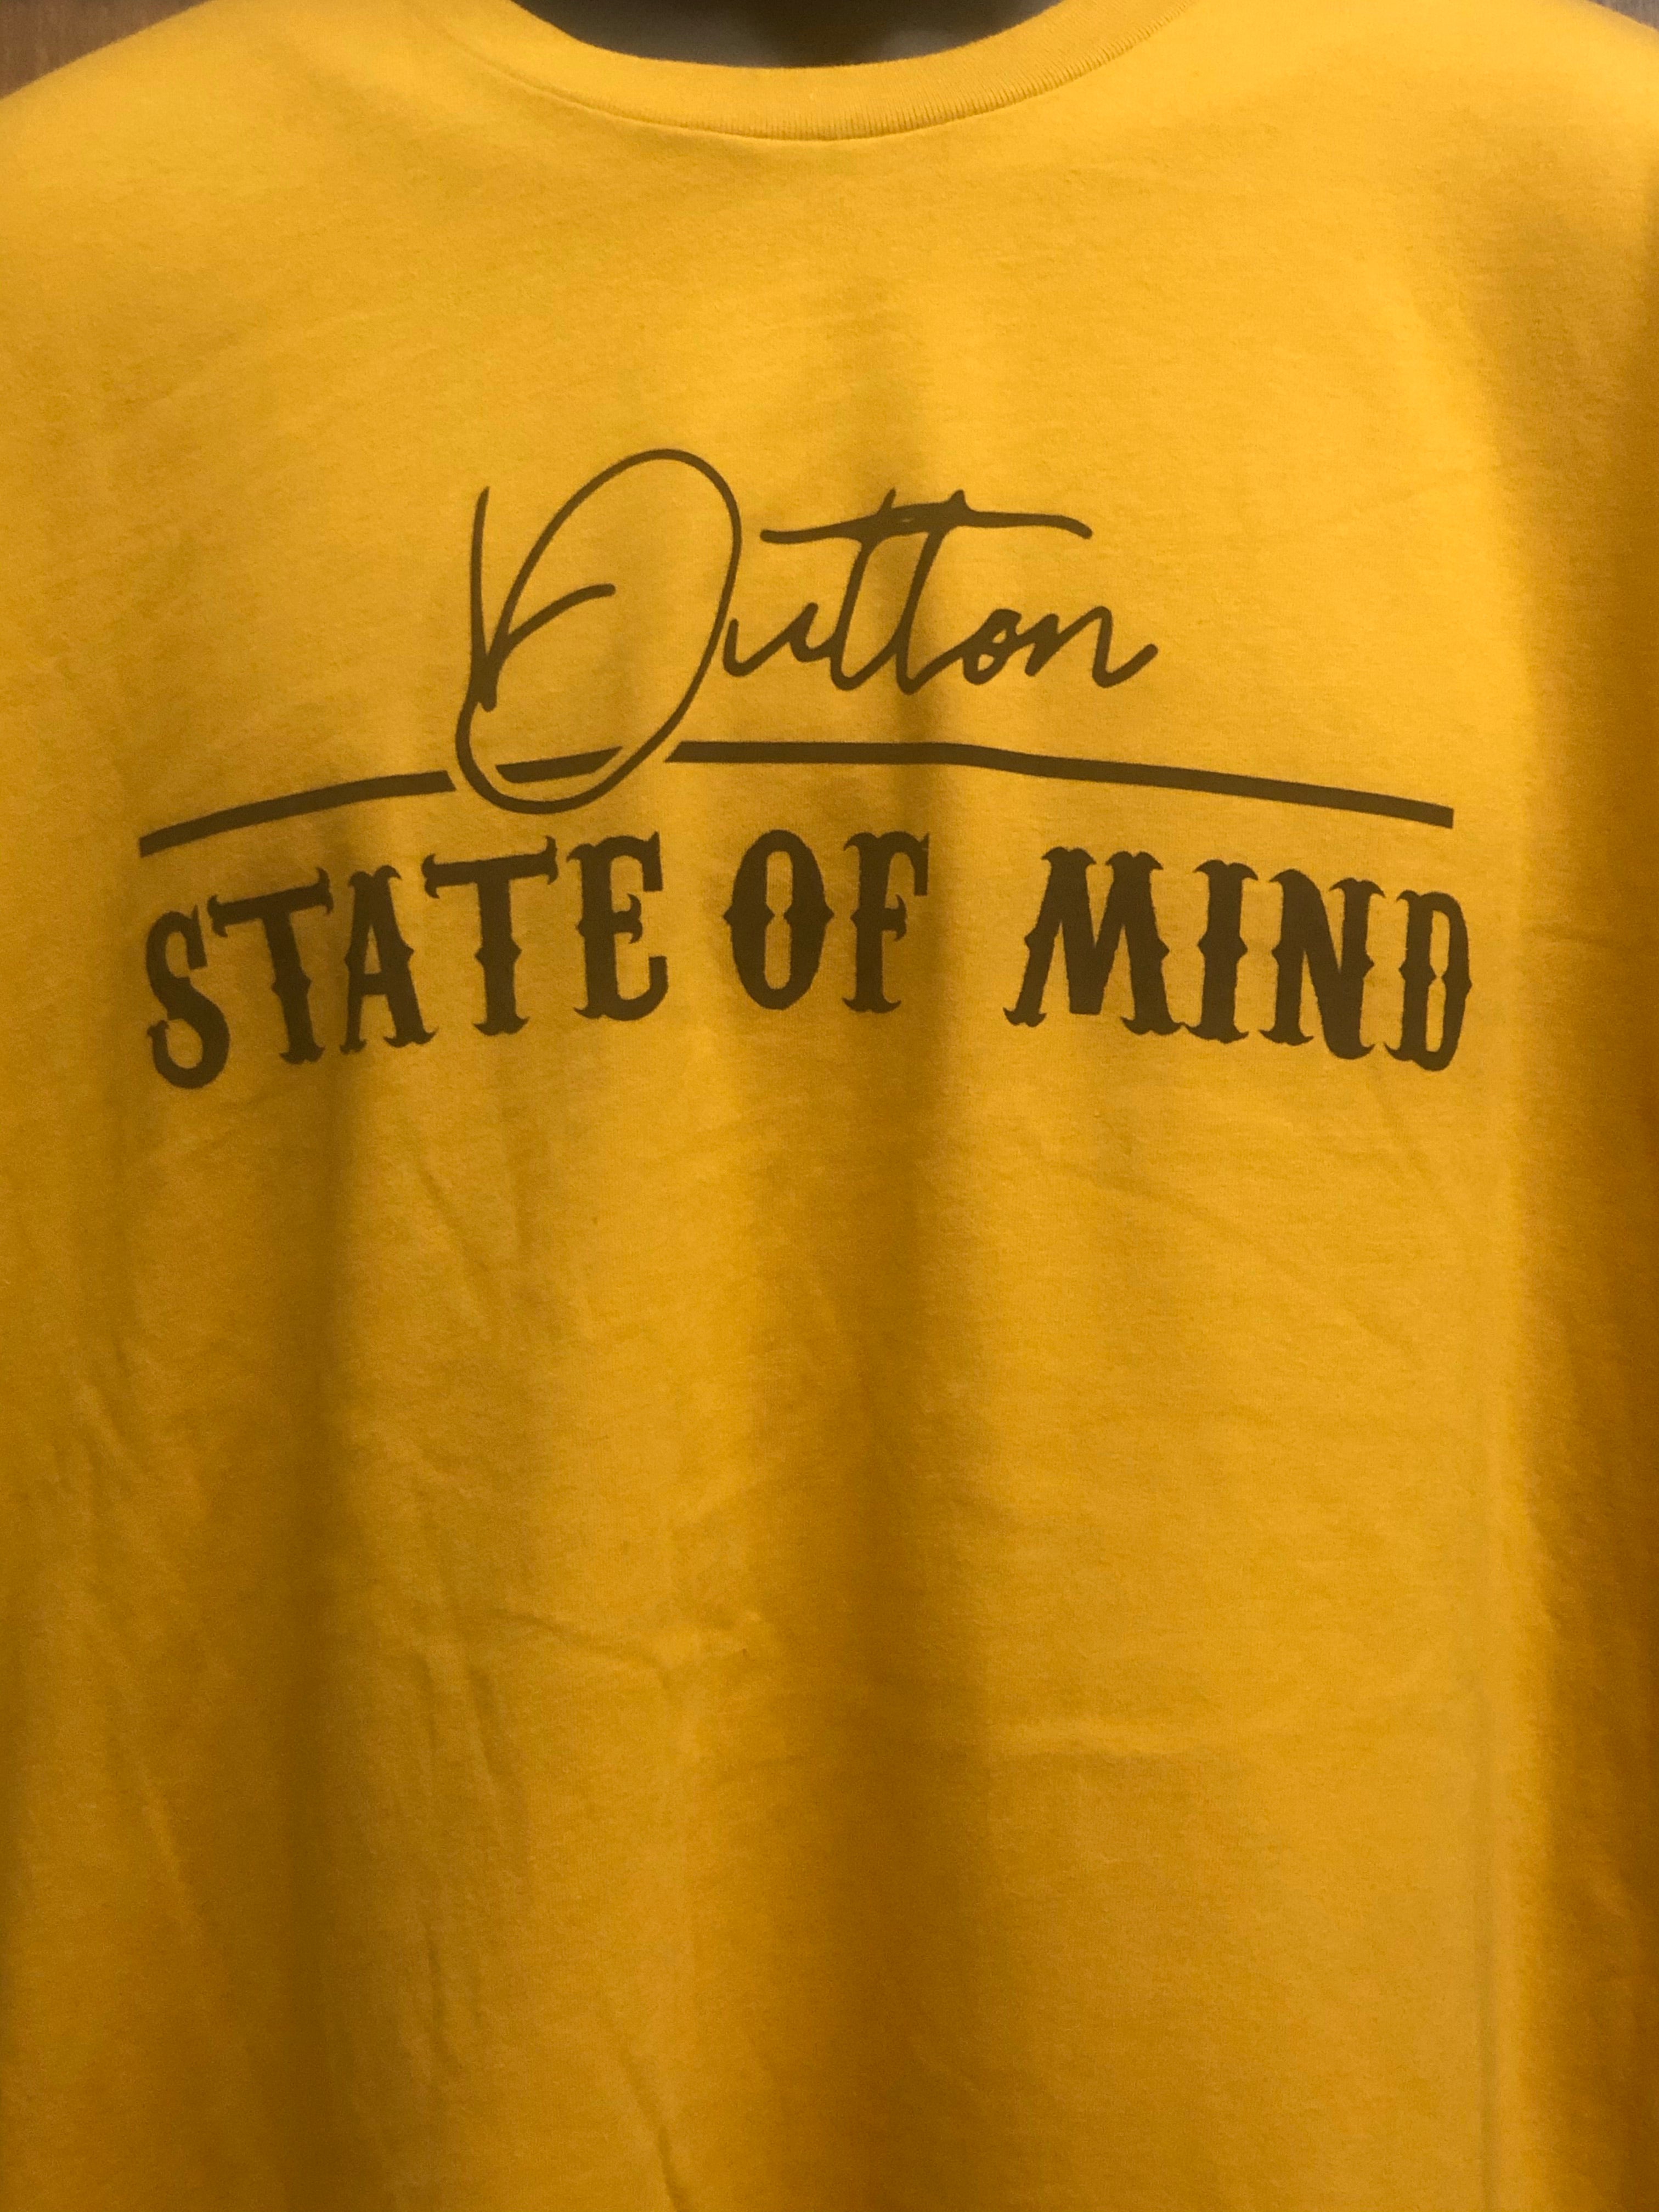 Dutton
STATE OF MIND